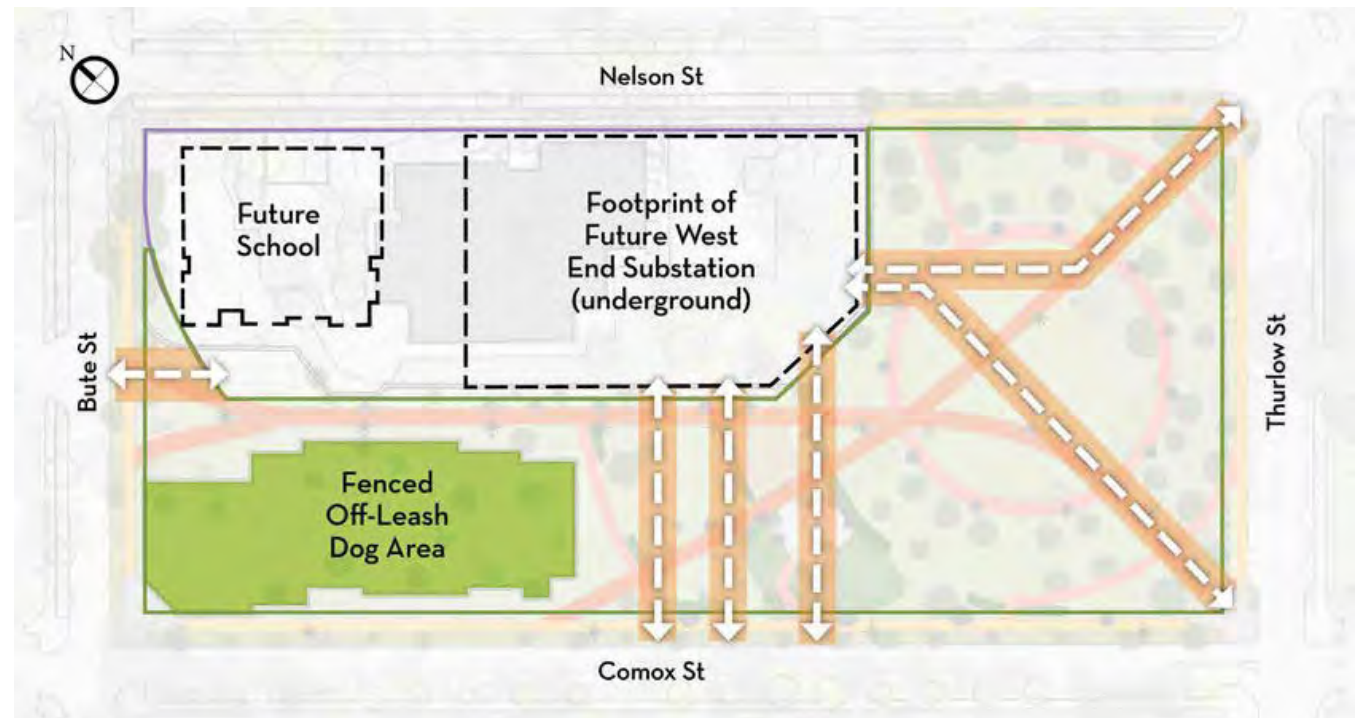 N
Nelson St
Future
School
Footprint of
Future West
End Substation
(underground)
Bute St
Thurlow St
Fenced
Off-Leash
Dog Area
Comox St